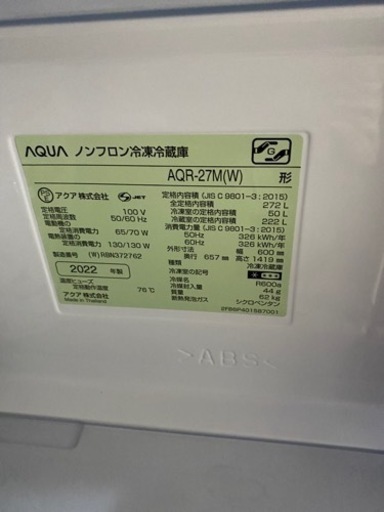 AQUA ノンフロン冷凍冷蔵庫
G
AQR-27M(W) 形
アクア 株式会社 JET
定格電圧 100 V
定格周波数 50/60 Hz
電動機の
定格消費電力 65/70 W
電熱装置の
定格消費電力 130/130 W
製造番号 (W)RBN372762
2022 年製
温度ヒューズ
定格動作温度 76℃
アクア 株式会社
Made in Thailand
定格内容積 (JIS C 9801-3 : 2015)
全定格内容積 272 L
冷凍室の定格内容積 50 L
冷蔵室の定格内容積 222 L
消費電力量 (JIS C 9801-3 : 2015)
50Hz 326 kWh/年
60Hz 326 kWh/年
外形寸法 幅 600 mm
奥行 657 mm 高さ 1419 mm
種類 冷凍冷蔵庫
冷凍室の記号
冷媒 R600a
冷媒封入量 44 g
質量 62 kg
断熱発泡ガス シクロペンタン
>ABS<